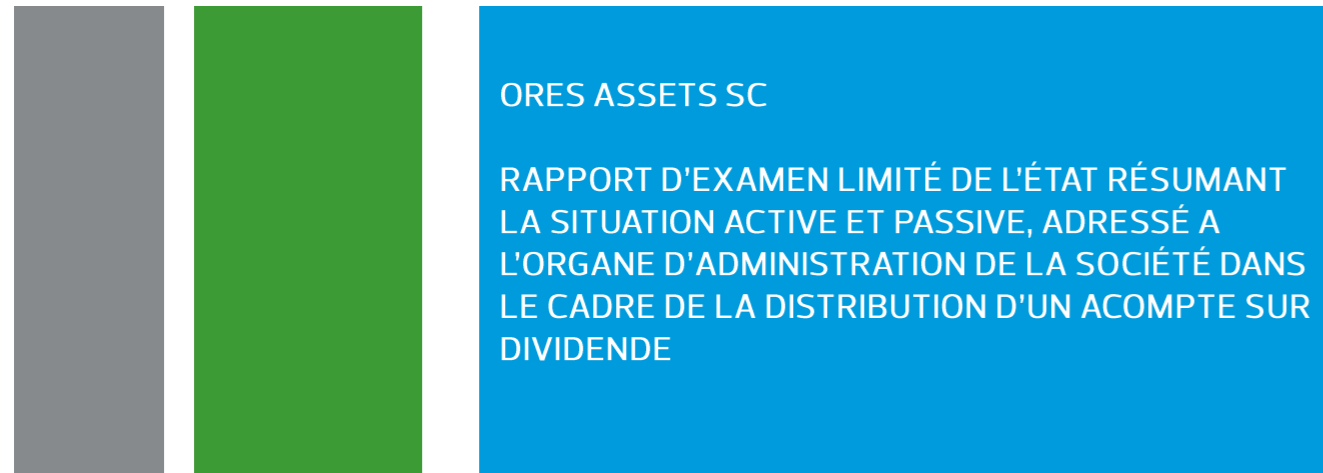 ORES ASSETS SC
RAPPORT D'EXAMEN LIMITÉ DE L'ÉTAT RÉSUMANT
LA SITUATION ACTIVE ET PASSIVE, ADRESSÉ A
L'ORGANE D'ADMINISTRATION DE LA SOCIÉTÉ DANS
LE CADRE DE LA DISTRIBUTION D'UN ACOMPTE SUR
DIVIDENDE